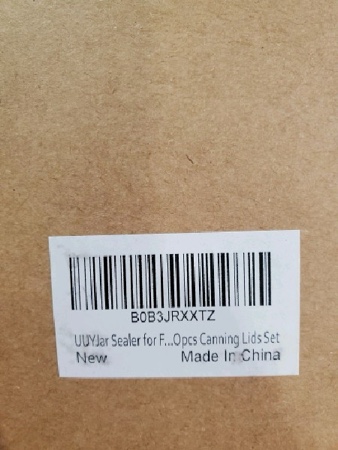 B0B3JRXXTZ
UUYJar Sealer for F...0pcs Canning Lids Set
New Made In China